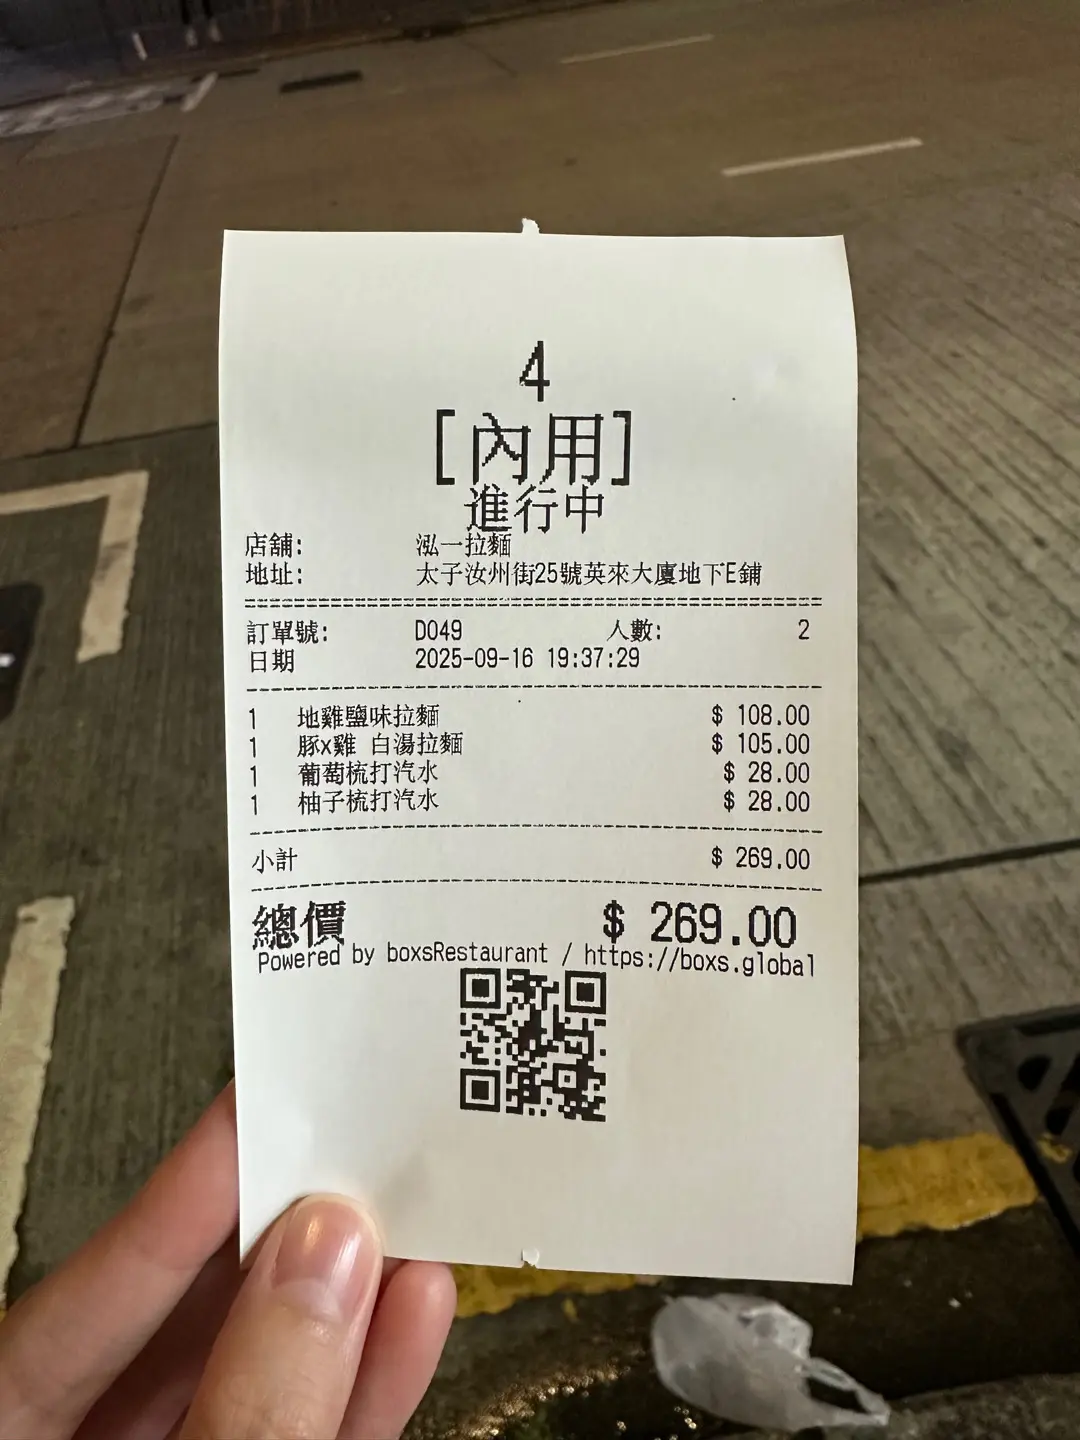 4
[內用]
進行中
店舖: 泓一拉麵
地址: 太子汝州街25號英來大廈地下E鋪
訂單號: D049 人數: 2
日期 2025-09-16 19:37:29
1 地雞鹽味拉麵 $ 108.00
1 豚x雞 白湯拉麵 $ 105.00
1 葡萄梳打汽水 $ 28.00
1 柚子梳打汽水 $ 28.00
小計 $ 269.00
總價 $ 269.00
Powered by boxsRestaurant / https://boxs.global